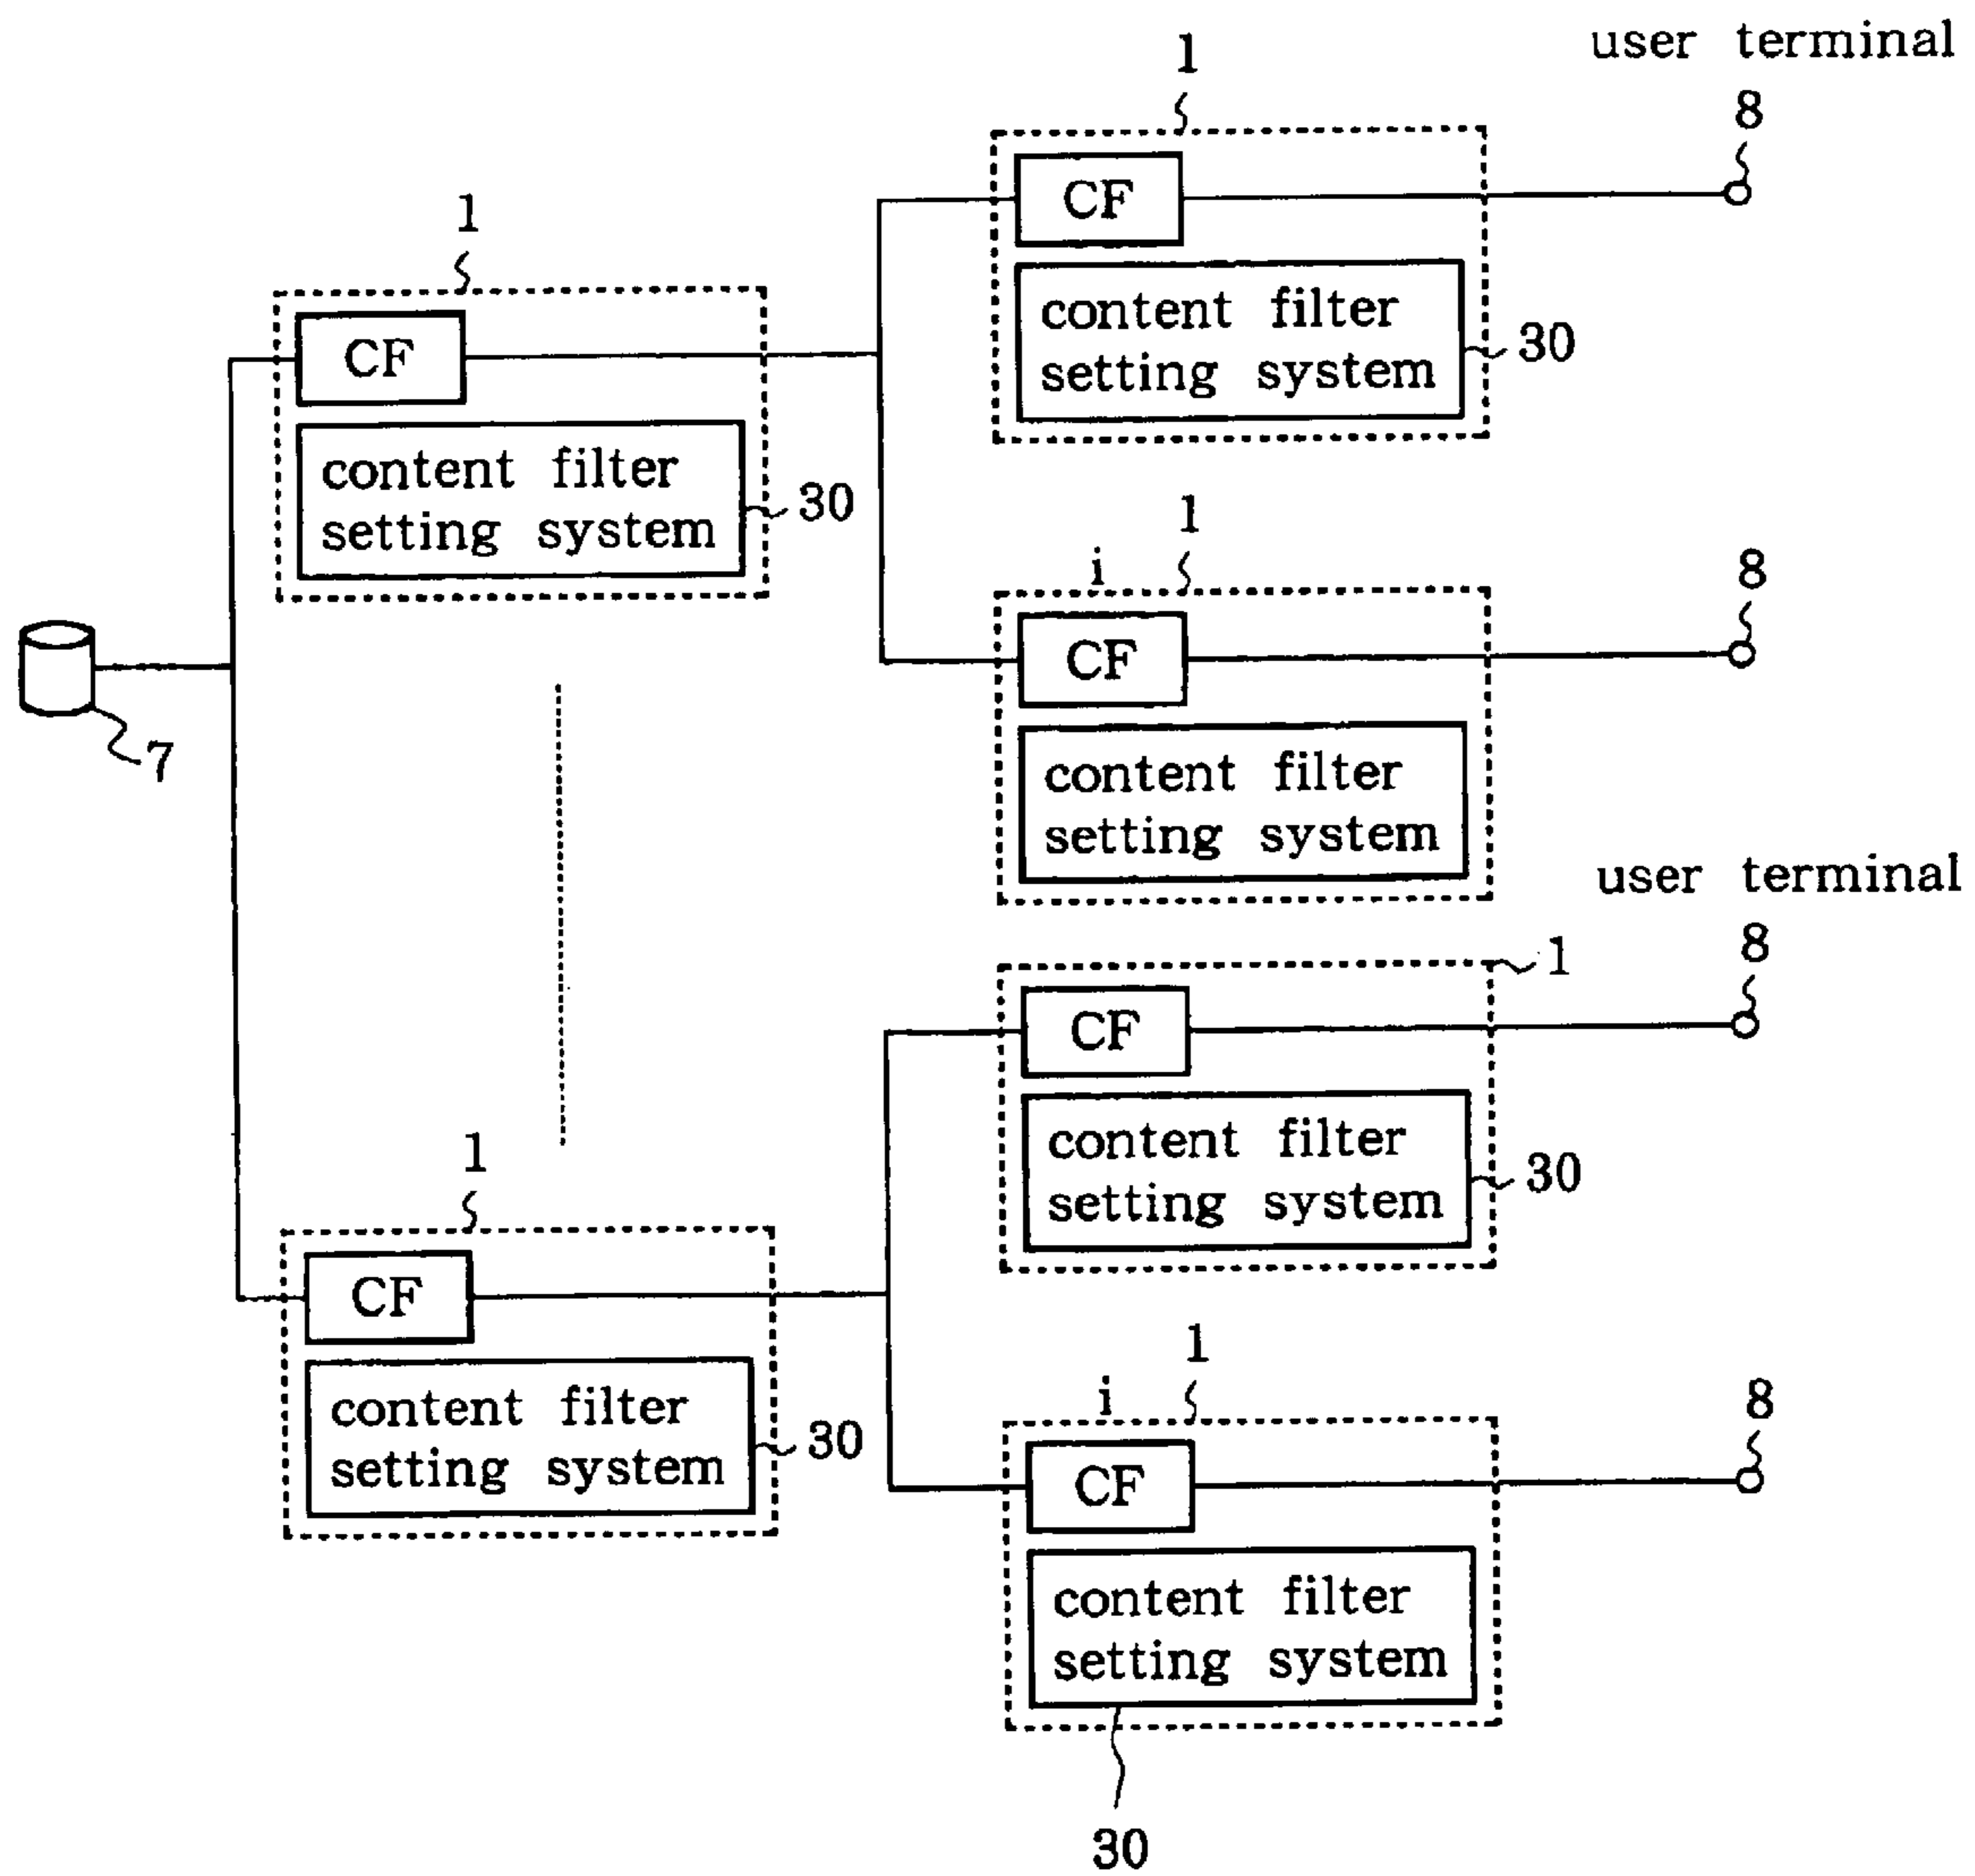 user terminal
1
8
CF
content filter
setting system
30
1
CF
content filter
setting system
30
1
i
8
CF
content filter
setting system
7
user terminal
1
8
CF
content filter
setting system
30
1
CF
content filter
setting system
30
1
i
8
CF
content filter
setting system
30